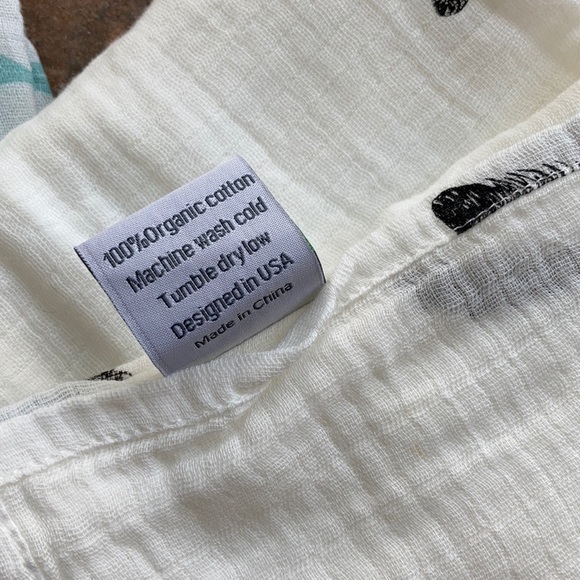 100%Organic cotton
Machine wash cold
Tumble dry low
Designed in USA
Made in China